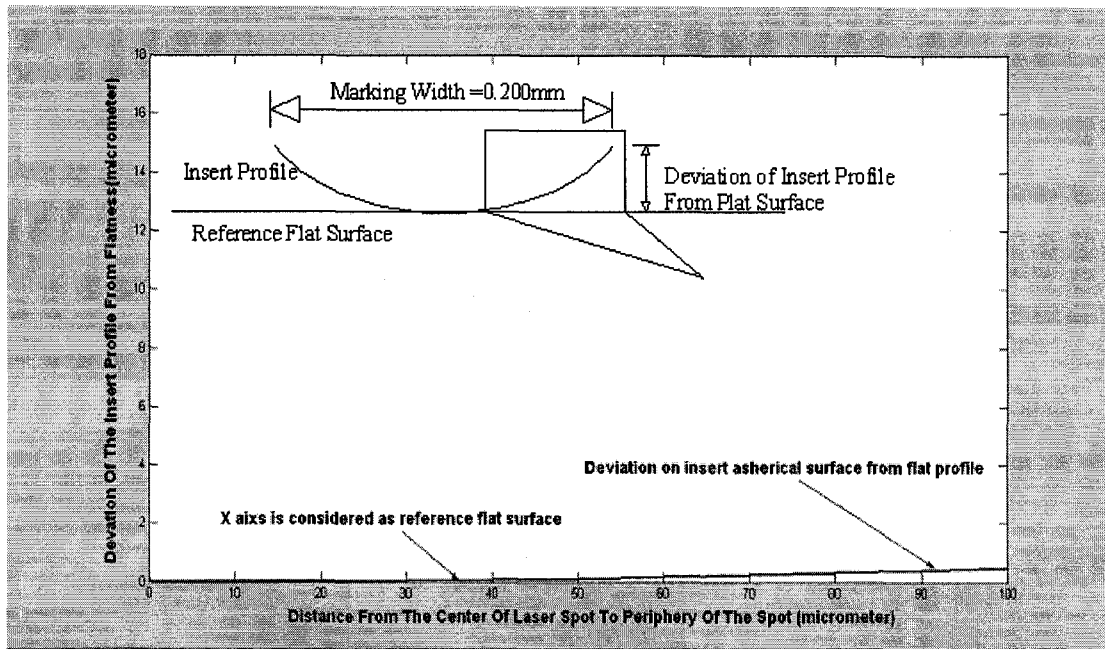 18
16
14
12
10
8
6
4
2
0
Devation Of The Insert Profile From Flatness(micrometer)
Marking Width =0.200mm
Insert Profile
Deviation of Insert Profile
From Flat Surface
Reference Flat Surface
Deviation on insert asherical surface from flat profile
X aixs is considered as reference flat surface
0 10 20 30 40 50 60 70 80 90 100
Distance From The Center Of Laser Spot To Periphery Of The Spot (micrometer)